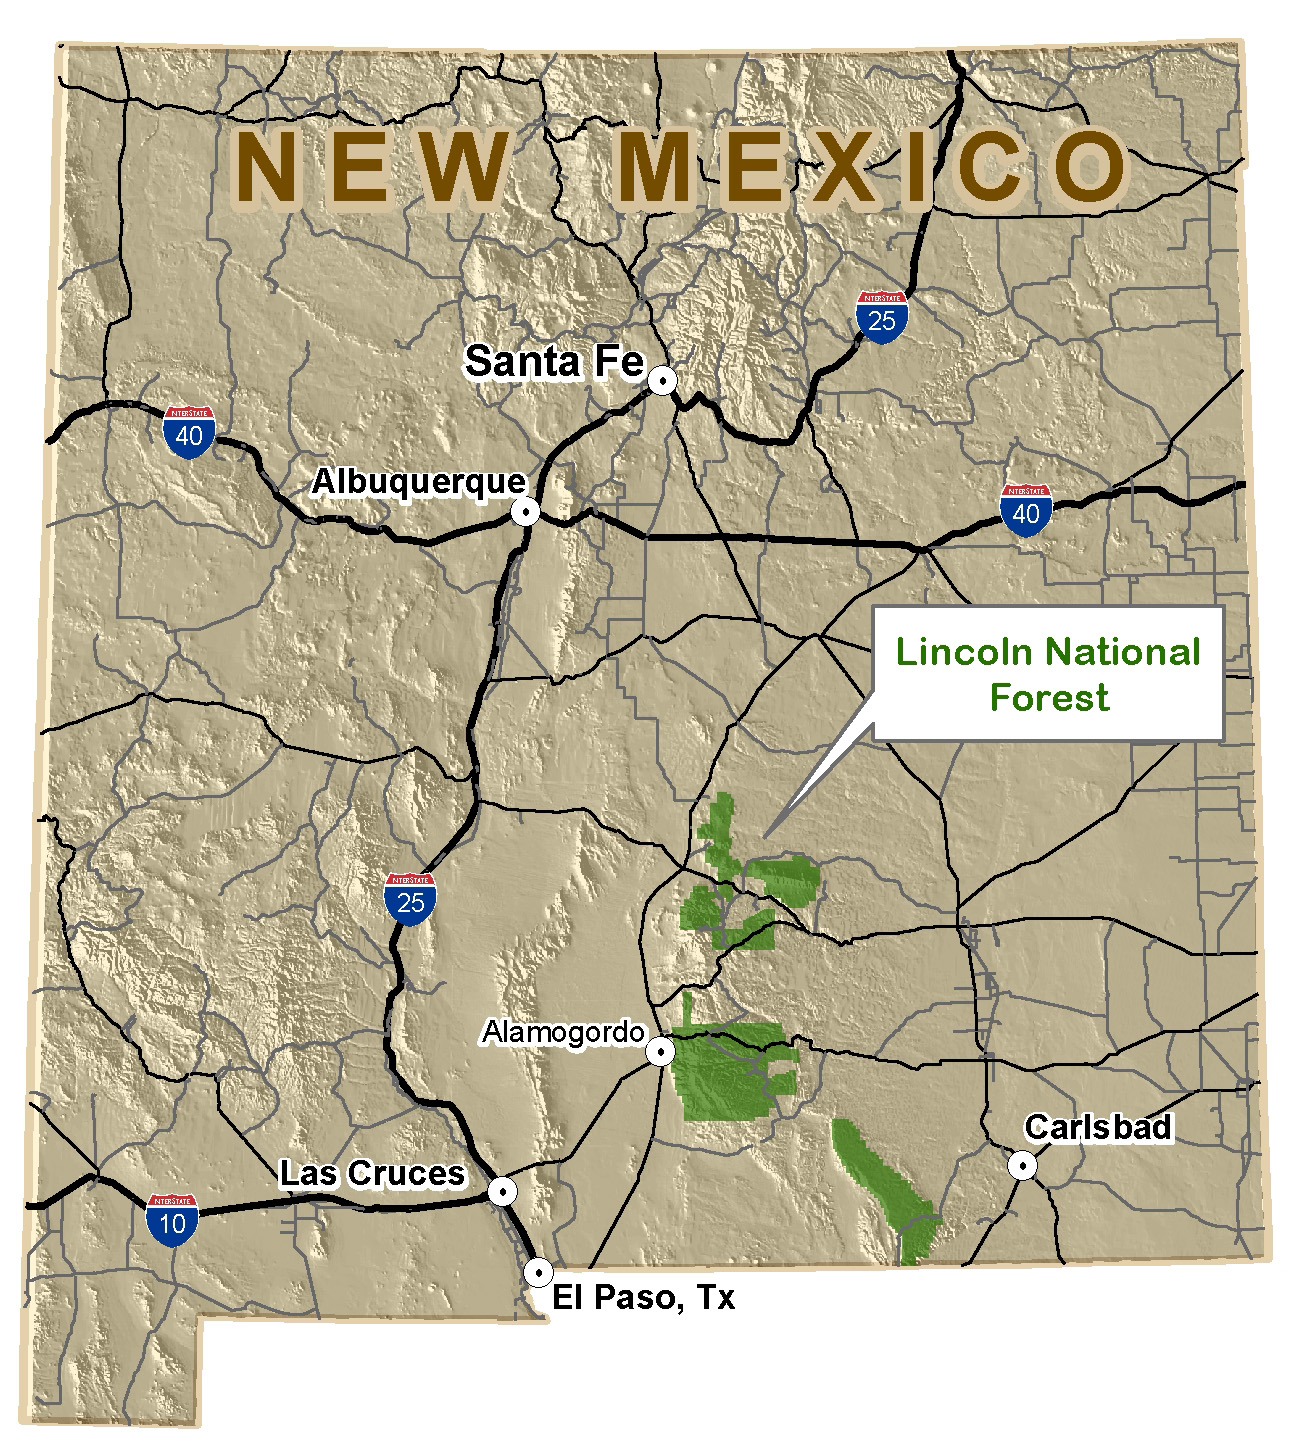 NEW MEXICO
INTERSTATE
25
Santa Fe
INTERSTATE
40
Albuquerque
INTERSTATE
40
Lincoln National
Forest
INTERSTATE
25
Alamogordo
Carlsbad
Las Cruces
INTERSTATE
10
El Paso, Tx